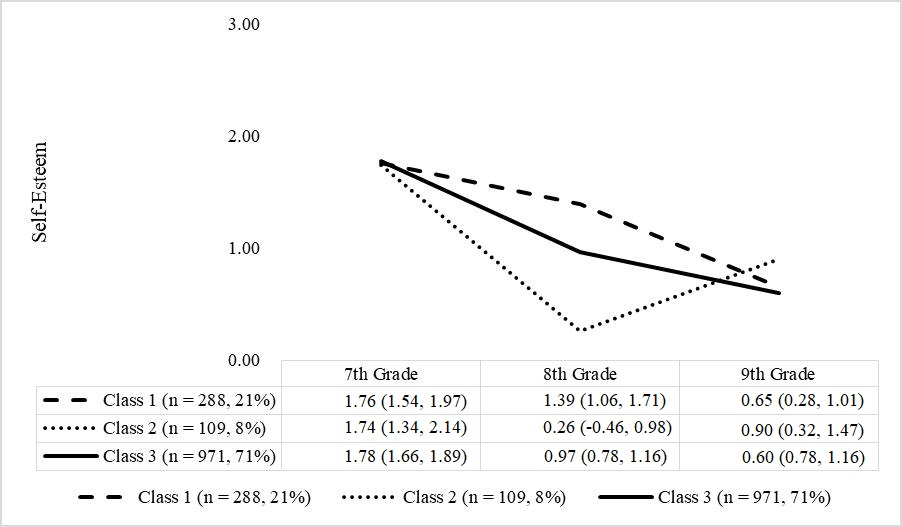 3.00
2.00
Self-Esteem
1.00
0.00
7th Grade 8th Grade 9th Grade
Class 1 (n = 288, 21%) 1.76 (1.54, 1.97) 1.39 (1.06, 1.71) 0.65 (0.28, 1.01)
Class 2 (n = 109, 8%) 1.74 (1.34, 2.14) 0.26 (-0.46, 0.98) 0.90 (0.32, 1.47)
Class 3 (n = 971, 71%) 1.78 (1.66, 1.89) 0.97 (0.78, 1.16) 0.60 (0.78, 1.16)
Class 1 (n = 288, 21%) Class 2 (n = 109, 8%) Class 3 (n = 971, 71%)